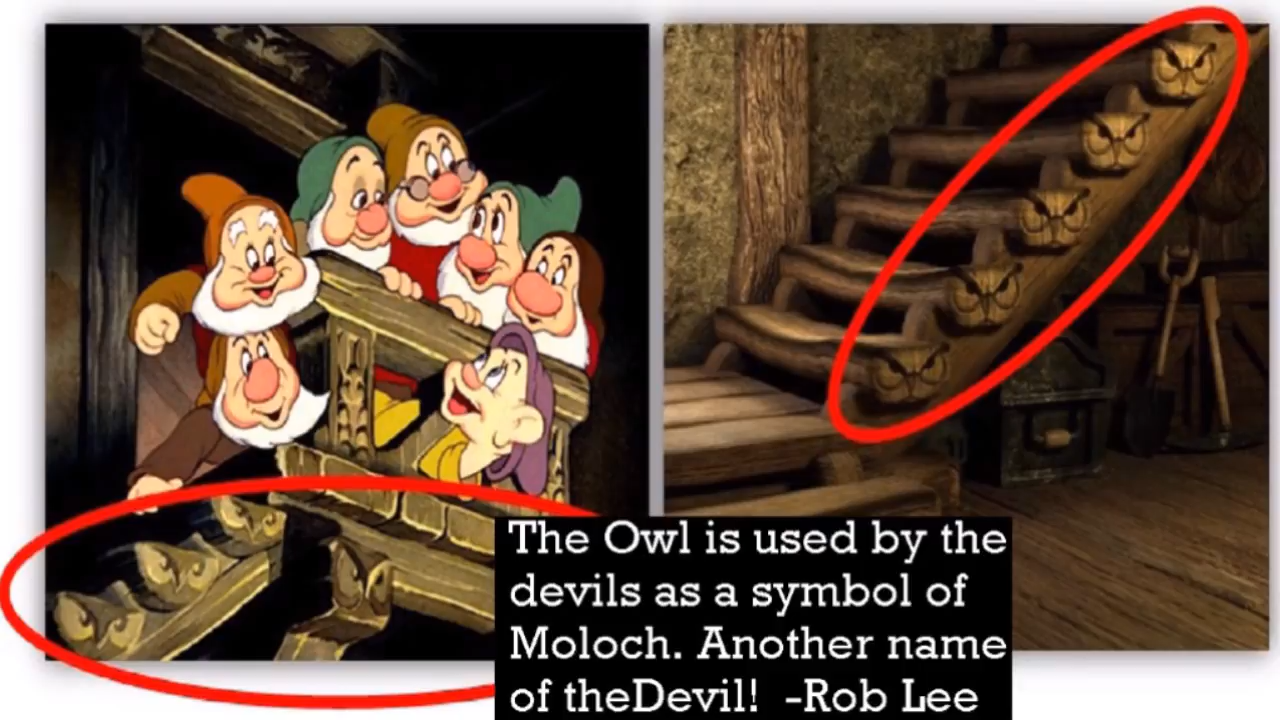 The Owl is used by the
devils as a symbol of
Moloch. Another name
of theDevil! -Rob Lee